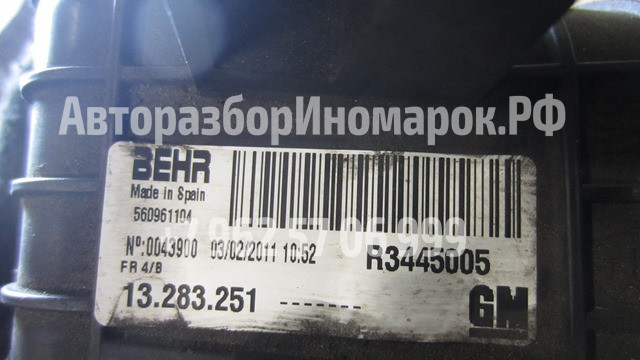 АвторазборИномарок.РФ
BEHR
Made in Spain
560961104
Nº:0043900 03/02/2011 10:52 R3445005
FR 4/B
13.283.251 -------
GM